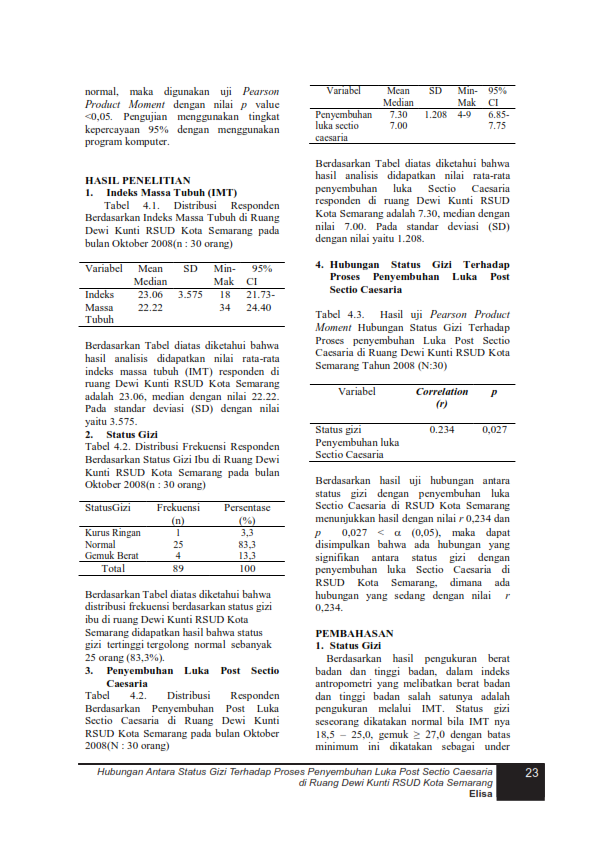 normal, maka digunakan uji Pearson
Product Moment dengan nilai p value
<0,05. Pengujian menggunakan tingkat
kepercayaan 95% dengan menggunakan
program komputer.
HASIL PENELITIAN
1. Indeks Massa Tubuh (IMT)
Tabel 4.1. Distribusi Responden
Berdasarkan Indeks Massa Tubuh di Ruang
Dewi Kunti RSUD Kota Semarang pada
bulan Oktober 2008(n : 30 orang)
Variabel Mean SD Min- 95%
Median Mak CI
Indeks 23.06 3.575 18 21.73-
Massa 22.22 34 24.40
Tubuh
Berdasarkan Tabel diatas diketahui bahwa
hasil analisis didapatkan nilai rata-rata
indeks massa tubuh (IMT) responden di
ruang Dewi Kunti RSUD Kota Semarang
adalah 23.06, median dengan nilai 22.22.
Pada standar deviasi (SD) dengan nilai
yaitu 3.575.
2. Status Gizi
Tabel 4.2. Distribusi Frekuensi Responden
Berdasarkan Status Gizi Ibu di Ruang Dewi
Kunti RSUD Kota Semarang pada bulan
Oktober 2008(n : 30 orang)
StatusGizi Frekuensi Persentase
(n) (%)
Kurus Ringan 1 3,3
Normal 25 83,3
Gemuk Berat 4 13,3
Total 89 100
Berdasarkan Tabel diatas diketahui bahwa
distribusi frekuensi berdasarkan status gizi
ibu di ruang Dewi Kunti RSUD Kota
Semarang didapatkan hasil bahwa status
gizi tertinggi tergolong normal sebanyak
25 orang (83,3%).
3. Penyembuhan Luka Post Sectio
Caesaria
Tabel 4.2. Distribusi Responden
Berdasarkan Penyembuhan Post Luka
Sectio Caesaria di Ruang Dewi Kunti
RSUD Kota Semarang pada bulan Oktober
2008(N : 30 orang)
Variabel Mean SD Min- 95%
Median Mak CI
Penyembuhan 7.30 1.208 4-9 6.85-
luka sectio 7.00 7.75
caesaria
Berdasarkan Tabel diatas diketahui bahwa
hasil analisis didapatkan nilai rata-rata
penyembuhan luka Sectio Caesaria
responden di ruang Dewi Kunti RSUD
Kota Semarang adalah 7.30, median dengan
nilai 7.00. Pada standar deviasi (SD)
dengan nilai yaitu 1.208.
4. Hubungan Status Gizi Terhadap
Proses Penyembuhan Luka Post
Sectio Caesaria
Tabel 4.3. Hasil uji Pearson Product
Moment Hubungan Status Gizi Terhadap
Proses penyembuhan Luka Post Sectio
Caesaria di Ruang Dewi Kunti RSUD Kota
Semarang Tahun 2008 (N:30)
Variabel Correlation p
(r)
Status gizi 0.234 0,027
Penyembuhan luka
Sectio Caesaria
Berdasarkan hasil uji hubungan antara
status gizi dengan penyembuhan luka
Sectio Caesaria di RSUD Kota Semarang
menunjukkan hasil dengan nilai r 0,234 dan
p 0,027 < α (0,05), maka dapat
disimpulkan bahwa ada hubungan yang
signifikan antara status gizi dengan
penyembuhan luka Sectio Caesaria di
RSUD Kota Semarang, dimana ada
hubungan yang sedang dengan nilai r
0,234.
PEMBAHASAN
1. Status Gizi
Berdasarkan hasil pengukuran berat
badan dan tinggi badan, dalam indeks
antropometri yang melibatkan berat badan
dan tinggi badan salah satunya adalah
pengukuran melalui IMT. Status gizi
seseorang dikatakan normal bila IMT nya
18,5 – 25,0, gemuk ≥ 27,0 dengan batas
minimum ini dikatakan sebagai under
Hubungan Antara Status Gizi Terhadap Proses Penyembuhan Luka Post Sectio Caesaria
di Ruang Dewi Kunti RSUD Kota Semarang
Elisa
23